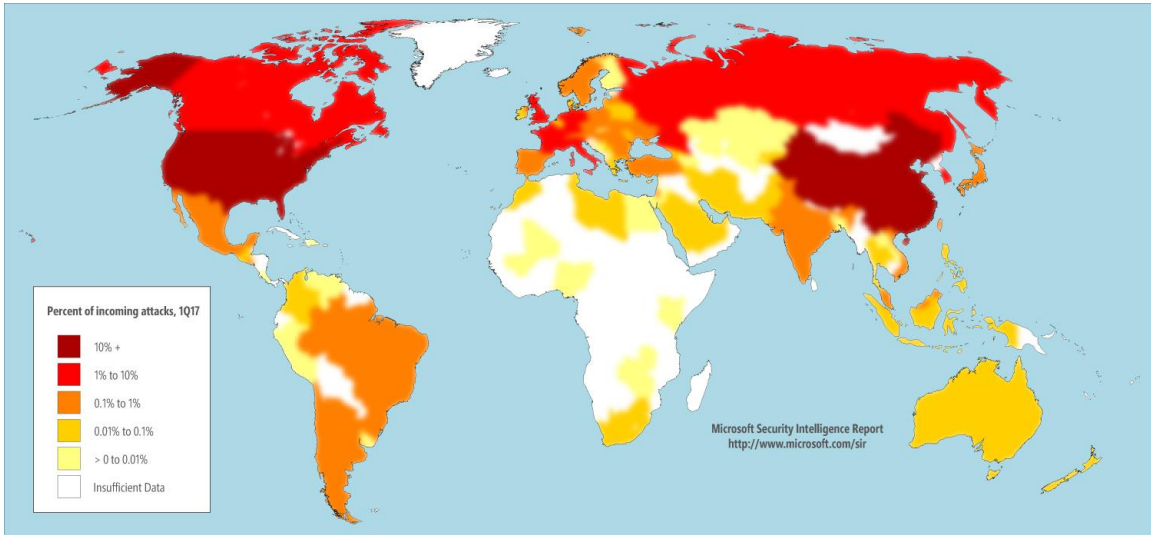 Percent of incoming attacks, 1Q17
10% +
1% to 10%
0.1% to 1%
0.01% to 0.1%
> 0 to 0.01%
Insufficient Data
Microsoft Security Intelligence Report
http://www.microsoft.com/sir